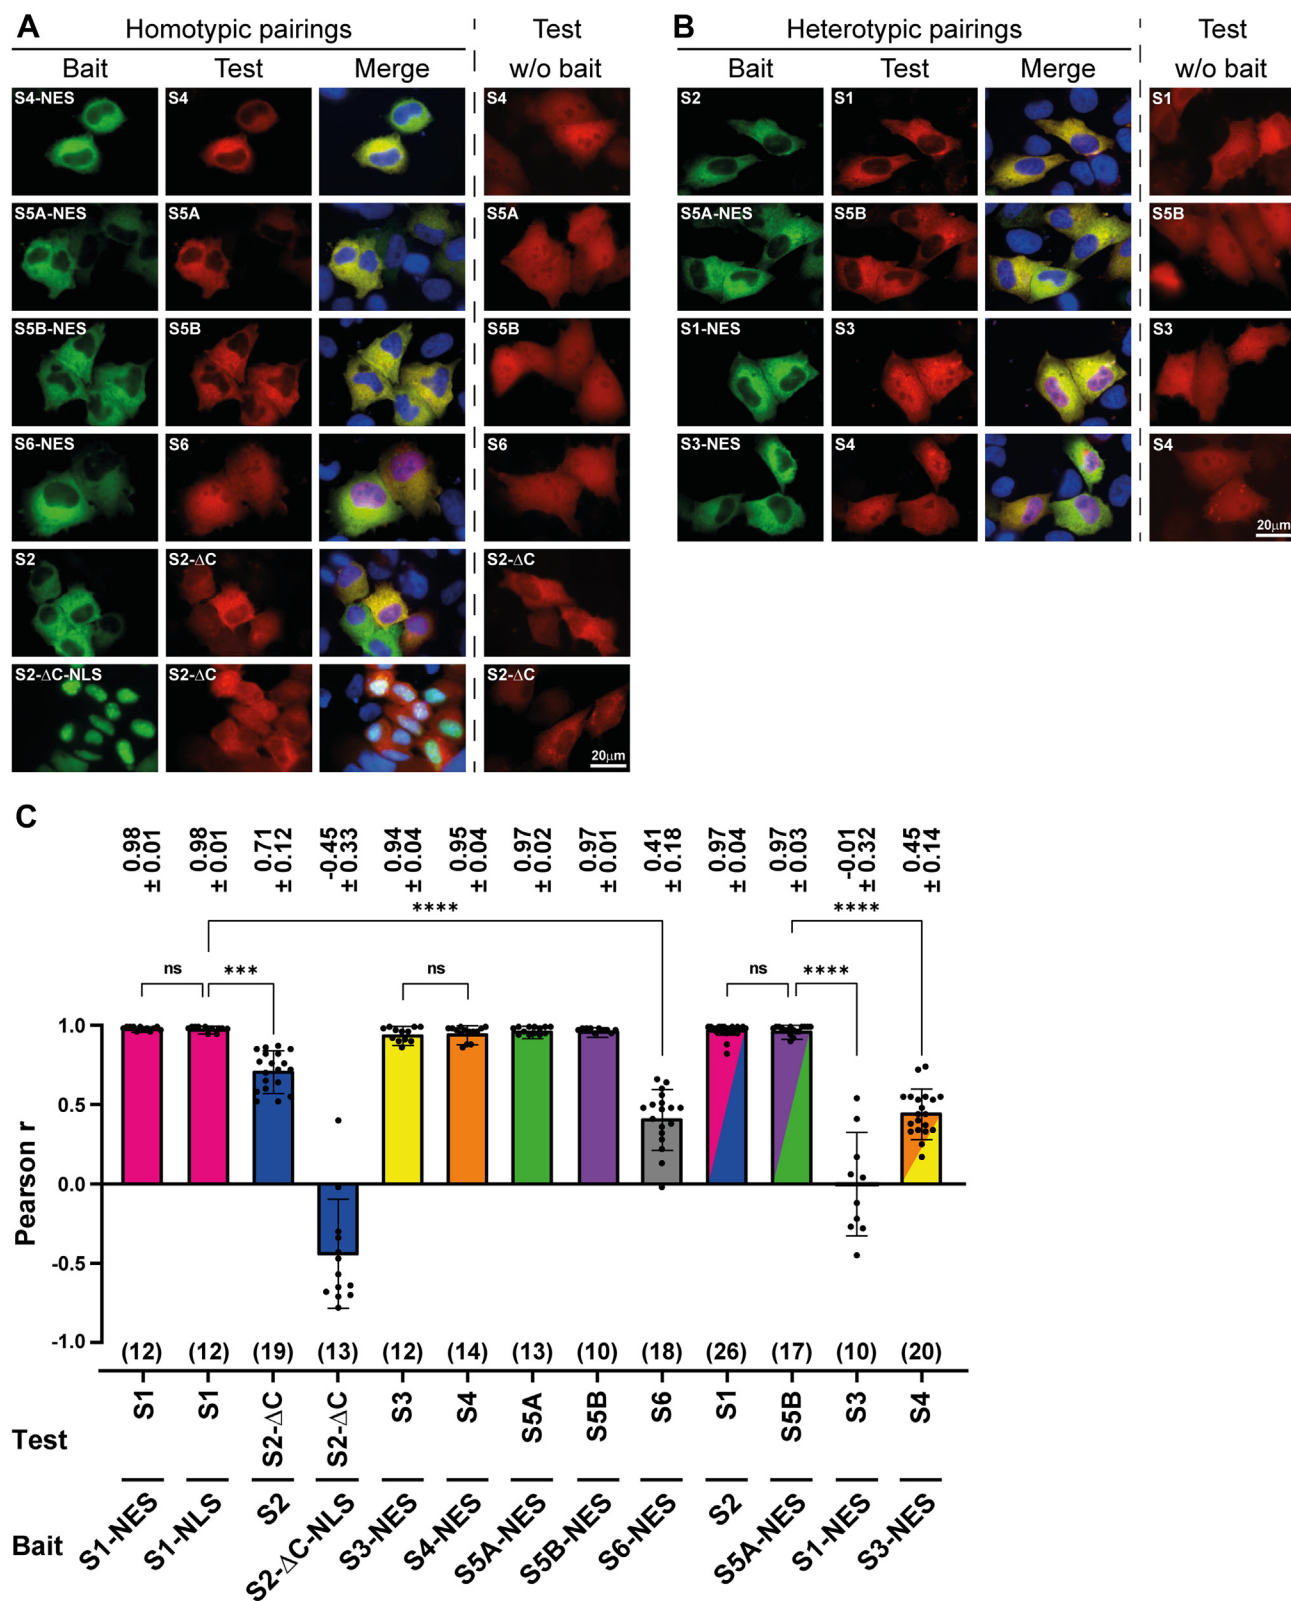 A Homotypic pairings Test
Bait Test Merge w/o bait
S4-NES S4 S4
S5A-NES S5A S5A
S5B-NES S5B S5B
S6-NES S6 S6
S2 S2-ΔC S2-ΔC
S2-ΔC-NLS S2-ΔC S2-ΔC
20μm
B Heterotypic pairings Test
Bait Test Merge w/o bait
S2 S1 S1
S5A-NES S5B S5B
S1-NES S3 S3
S3-NES S4 S4
20μm
C
0.98 ± 0.01
0.98 ± 0.01
0.71 ± 0.12
-0.45 ± 0.33
0.94 ± 0.04
0.95 ± 0.04
0.97 ± 0.02
0.97 ± 0.01
0.41 ± 0.18
0.97 ± 0.04
0.97 ± 0.03
-0.01 ± 0.32
0.45 ± 0.14
**** ****
ns *** ns ns ****
Pearson r
1.0
0.5
0.0
-0.5
-1.0
(12) (12) (19) (13) (12) (14) (13) (10) (18) (26) (17) (10) (20)
Test S1 S1 S2-ΔC S2-ΔC S3 S4 S5A S5B S6 S1 S5B S3 S4
Bait S1-NES S1-NLS S2 S2-ΔC-NLS S3-NES S4-NES S5A-NES S5B-NES S6-NES S2 S5A-NES S1-NES S3-NES